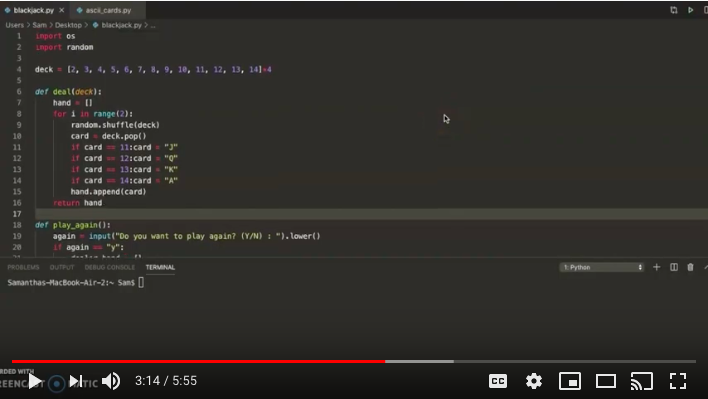 blackjack.py × ascii_cards.py
Users > Sam > Desktop > blackjack.py > ...
1 import os
2 import random
3
4 deck = [2, 3, 4, 5, 6, 7, 8, 9, 10, 11, 12, 13, 14]*4
5
6 def deal(deck):
7 hand = []
8 for i in range(2):
9 random.shuffle(deck)
10 card = deck.pop()
11 if card == 11:card = "J"
12 if card == 12:card = "Q"
13 if card == 13:card = "K"
14 if card == 14:card = "A"
15 hand.append(card)
16 return hand
17
18 def play_again():
19 again = input("Do you want to play again? (Y/N) : ").lower()
20 if again == "y":
PROBLEMS OUTPUT DEBUG CONSOLE TERMINAL 1: Python
Samanthas-MacBook-Air-2:~ Sam$
3:14 / 5:55 CC